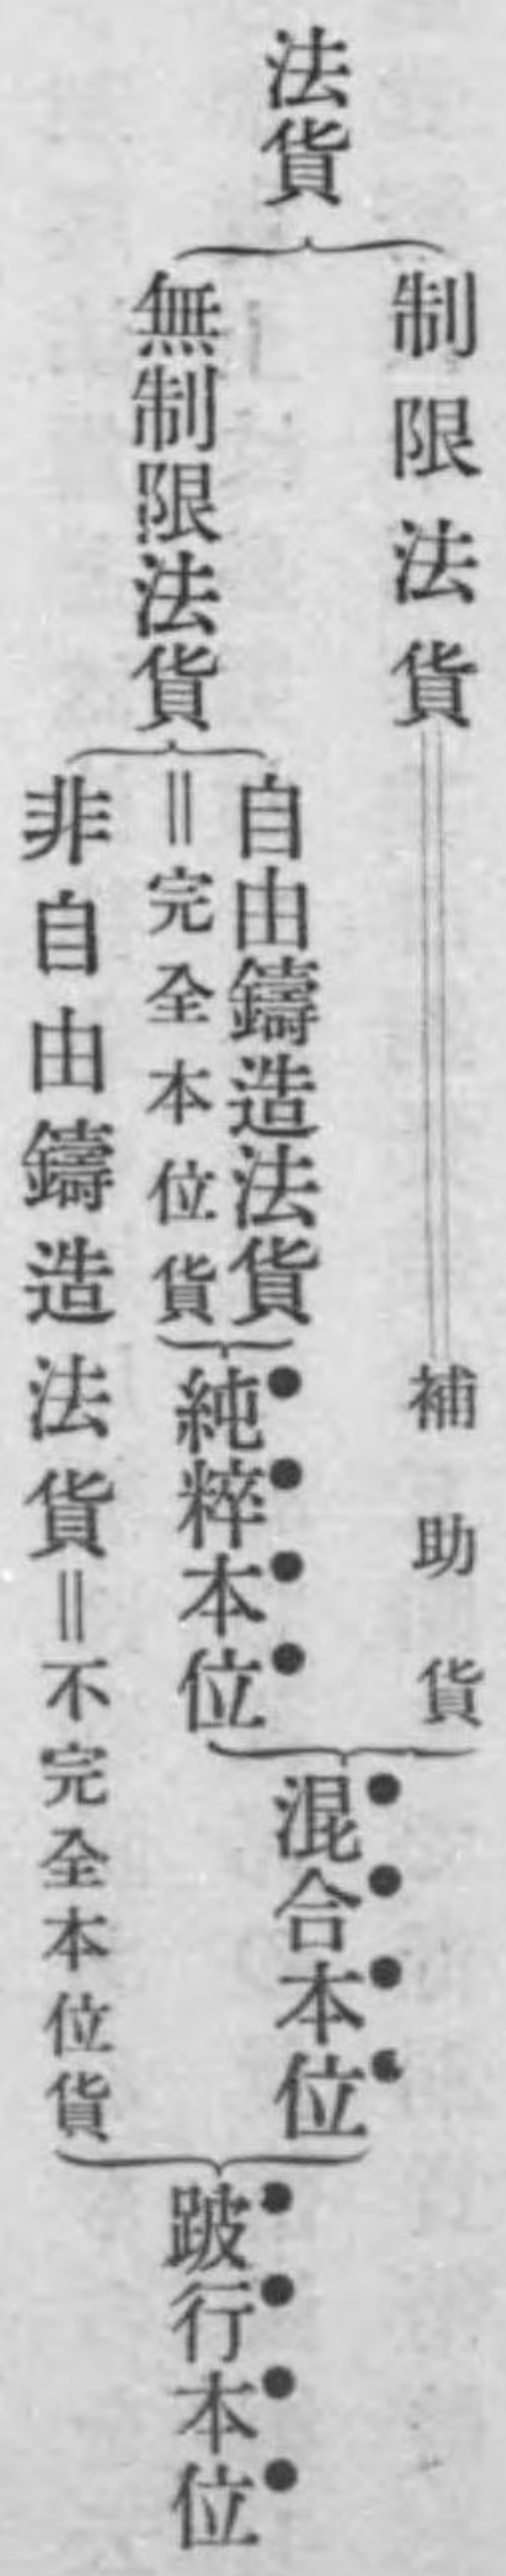 法貨
制限法貨＝補助貨
無制限法貨
自由鑄造法貨
＝完全本位貨
非自由鑄造法貨＝不完全本位貨
純粹本位
混合本位
跛行本位